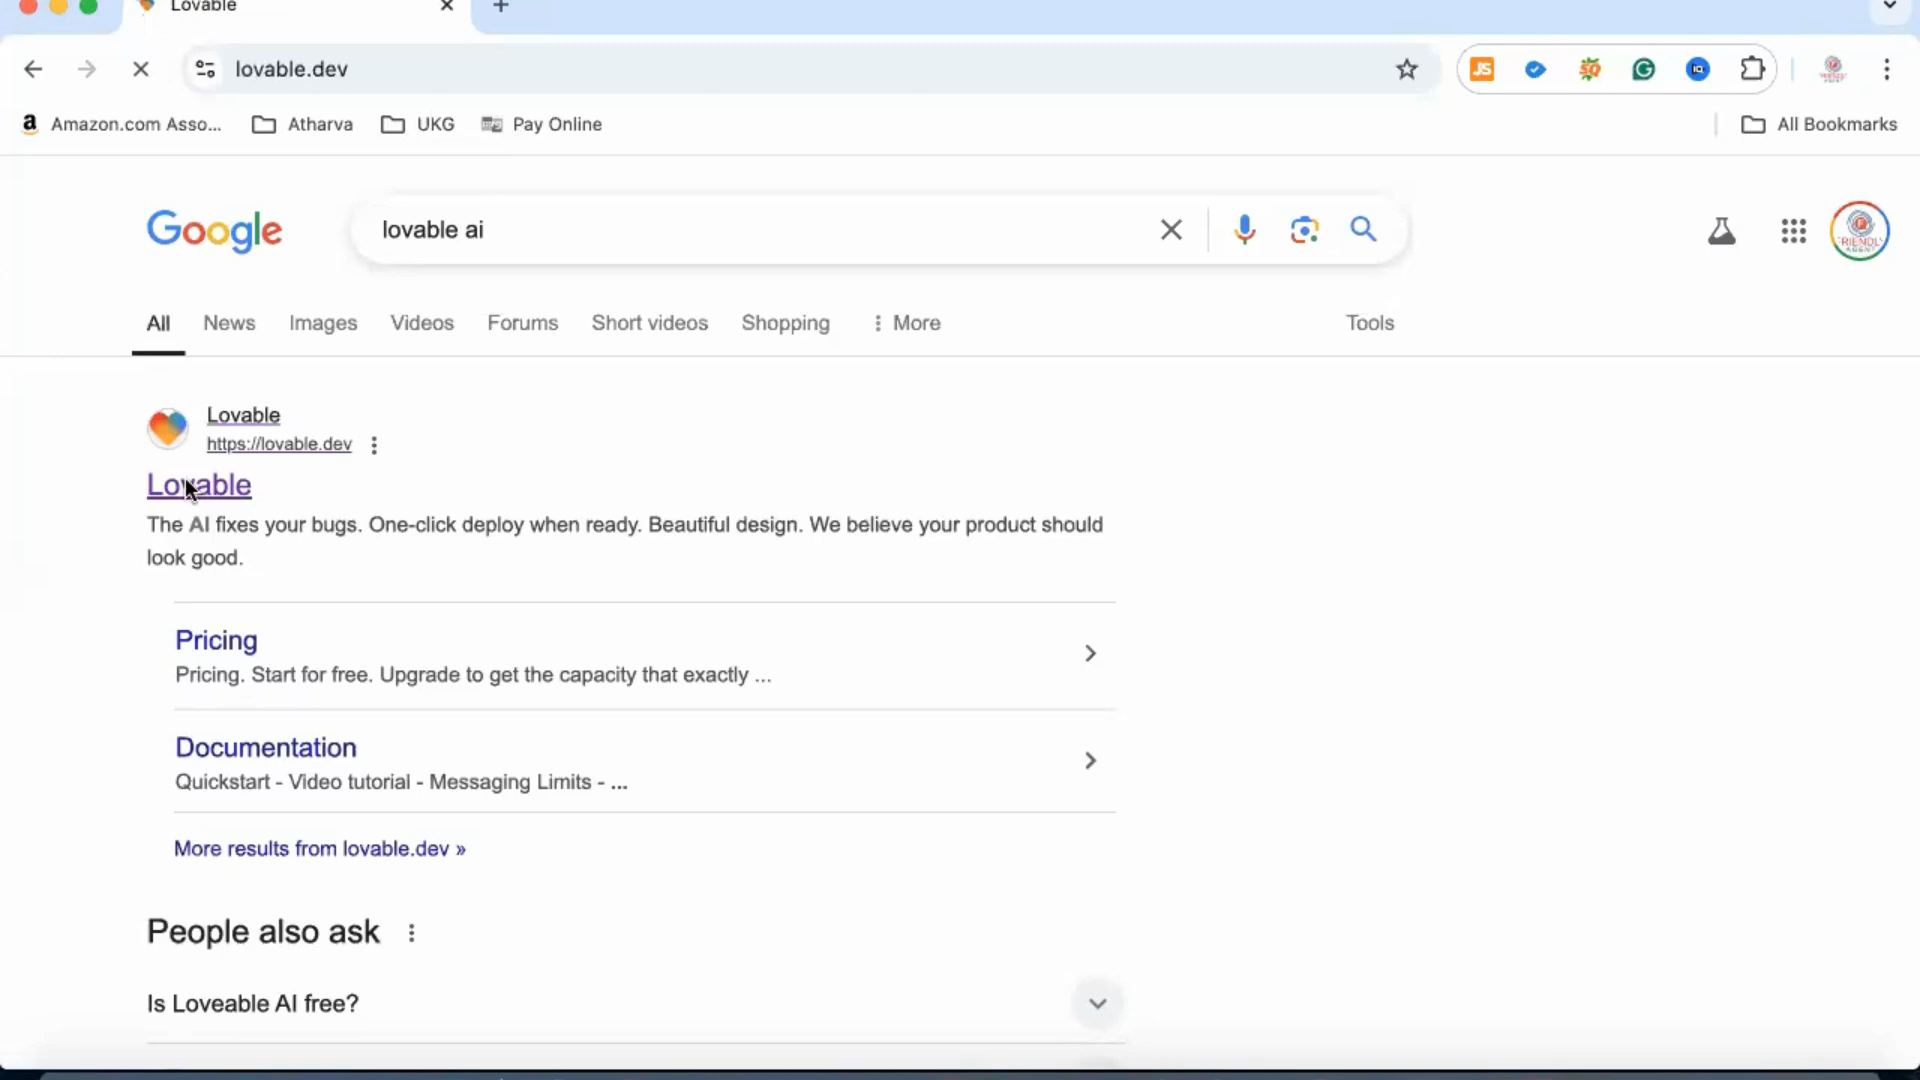 Lovable
lovable.dev
Amazon.com Asso...
Atharva
UKG
Pay Online
All Bookmarks
Google
lovable ai
All
News
Images
Videos
Forums
Short videos
Shopping
More
Tools
Lovable
https://lovable.dev
Lovable
The AI fixes your bugs. One-click deploy when ready. Beautiful design. We believe your product should
look good.
Pricing
Pricing. Start for free. Upgrade to get the capacity that exactly ...
Documentation
Quickstart - Video tutorial - Messaging Limits - ...
More results from lovable.dev »
People also ask
Is Loveable AI free?